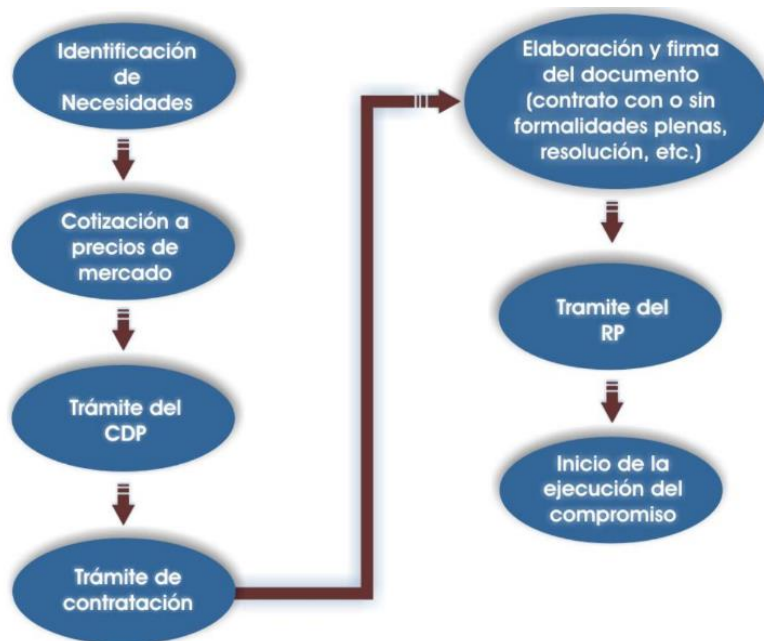 Identificación
de
Necesidades
Cotización a
precios de
mercado
Trámite del
CDP
Trámite de
contratación
Elaboración y firma
del documento
(contrato con o sin
formalidades plenas,
resolución, etc.)
Tramite del
RP
Inicio de la
ejecución del
compromiso